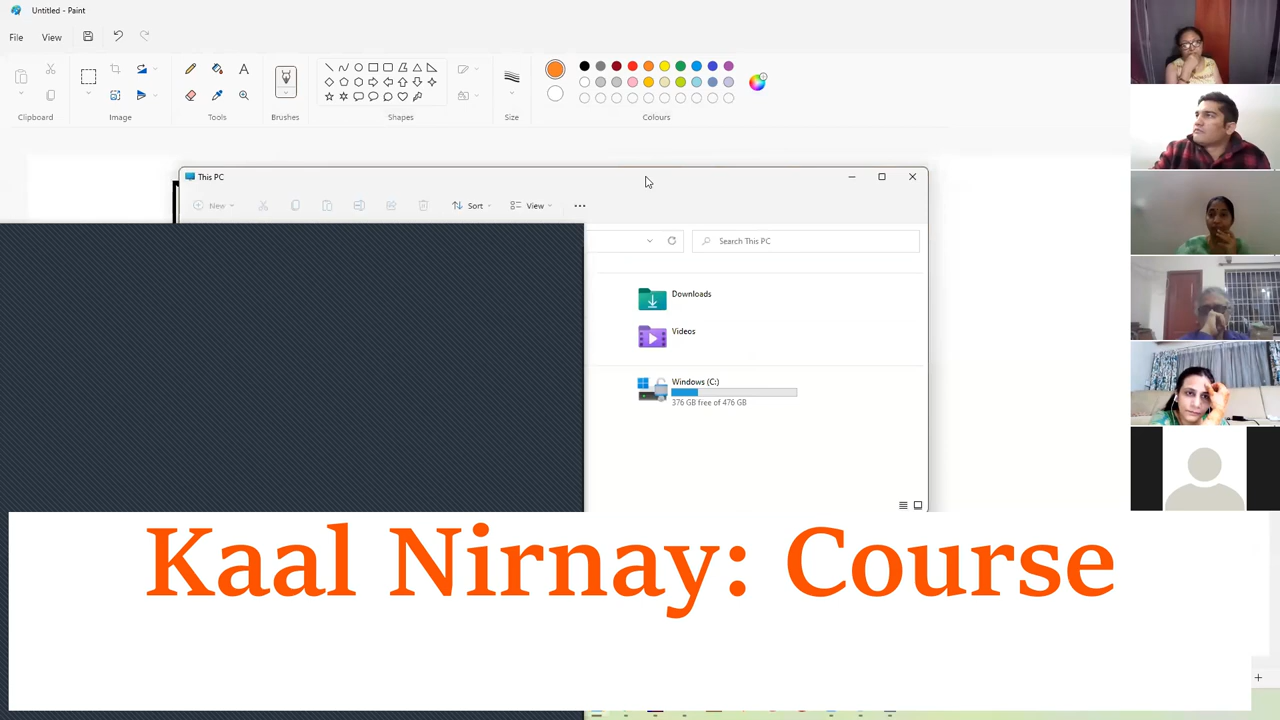 Untitled - Paint
File View
Clipboard Image Tools Brushes Shapes Size Colours
This PC
New Sort View
Search This PC
Downloads
Videos
Windows (C:)
376 GB free of 476 GB
Kaal Nirnay: Course